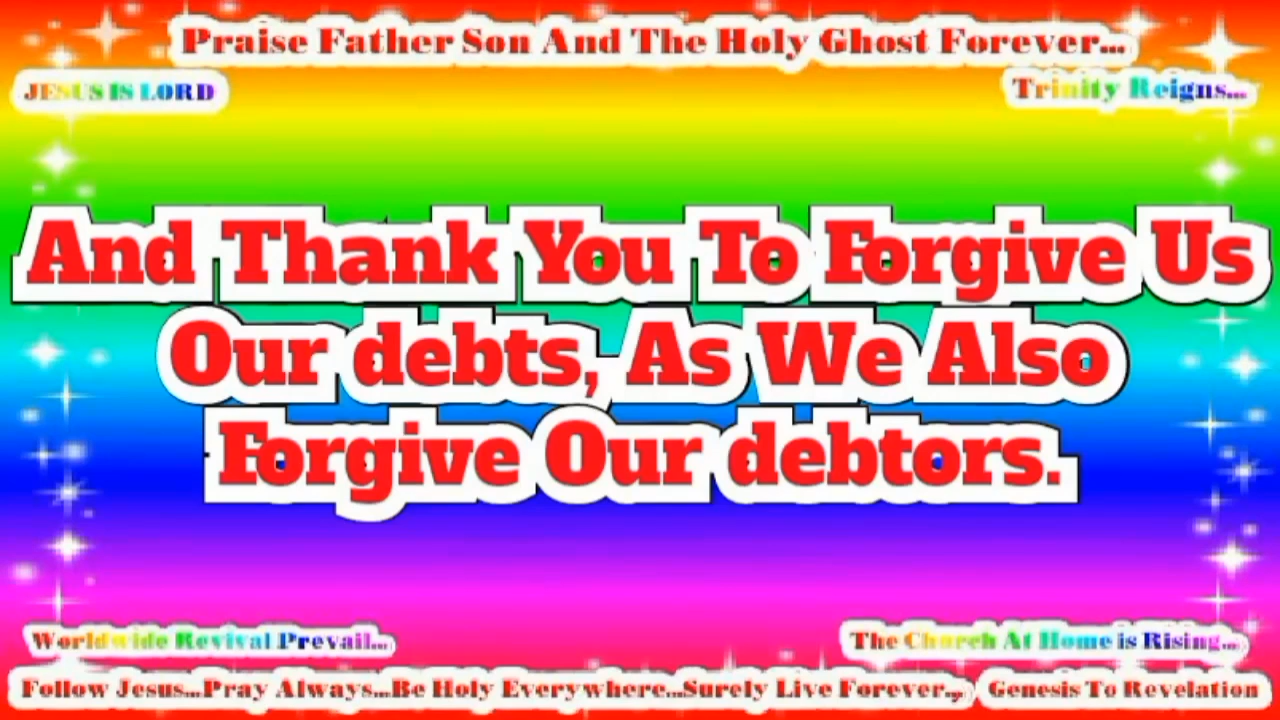 Praise Father Son And The Holy Ghost Forever...
JESUS IS LORD
Trinity Reigns...
And Thank You To Forgive Us
Our debts, As We Also
Forgive Our debtors.
Worldwide Revival Prevail...
The Church At Home is Rising...
Follow Jesus...Pray Always...Be Holy Everywhere...Surely Live Forever...
Genesis To Revelation